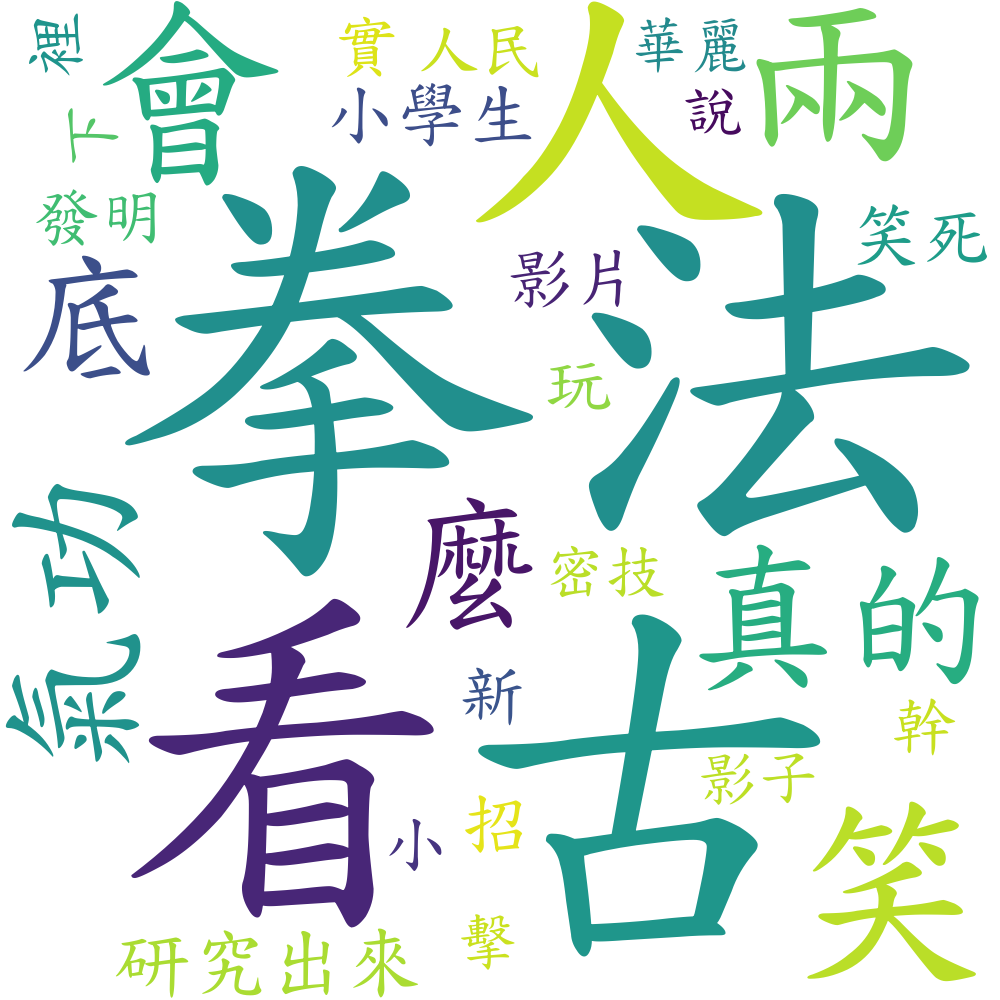 裡
會
實
人民
人
華麗
兩
下
小學生
說
發明
拳法
笑死
底
影片
玩
氣功
麼
密技
真的
看
新
古
幹
影子
小
招
笑
研究出來
擊